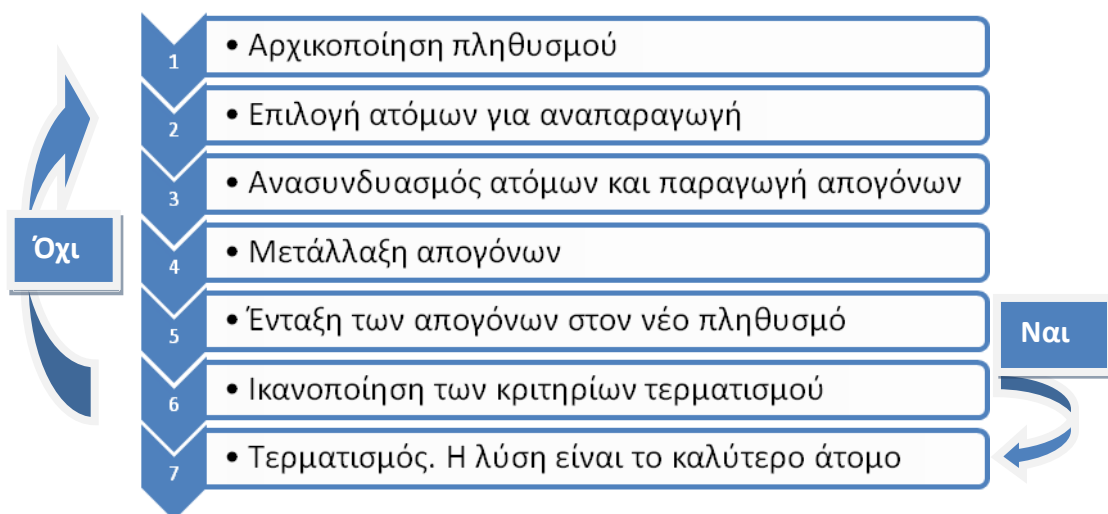 1
• Αρχικοποίηση πληθυσμού
2
• Επιλογή ατόμων για αναπαραγωγή
3
• Ανασυνδυασμός ατόμων και παραγωγή απογόνων
Όχι
4
• Μετάλλαξη απογόνων
5
• Ένταξη των απογόνων στον νέο πληθυσμό
Ναι
6
• Ικανοποίηση των κριτηρίων τερματισμού
7
• Τερματισμός. Η λύση είναι το καλύτερο άτομο